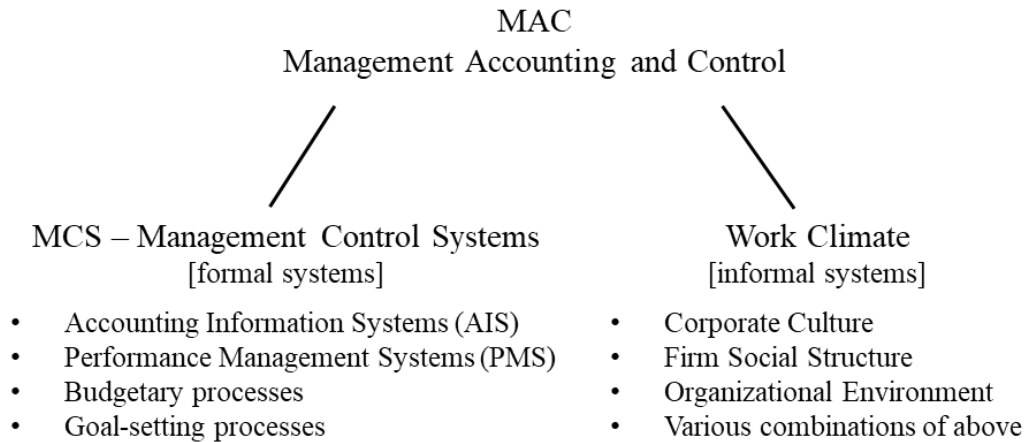 MAC
Management Accounting and Control
MCS – Management Control Systems
[formal systems]
• Accounting Information Systems (AIS)
• Performance Management Systems (PMS)
• Budgetary processes
• Goal-setting processes
Work Climate
[informal systems]
• Corporate Culture
• Firm Social Structure
• Organizational Environment
• Various combinations of above